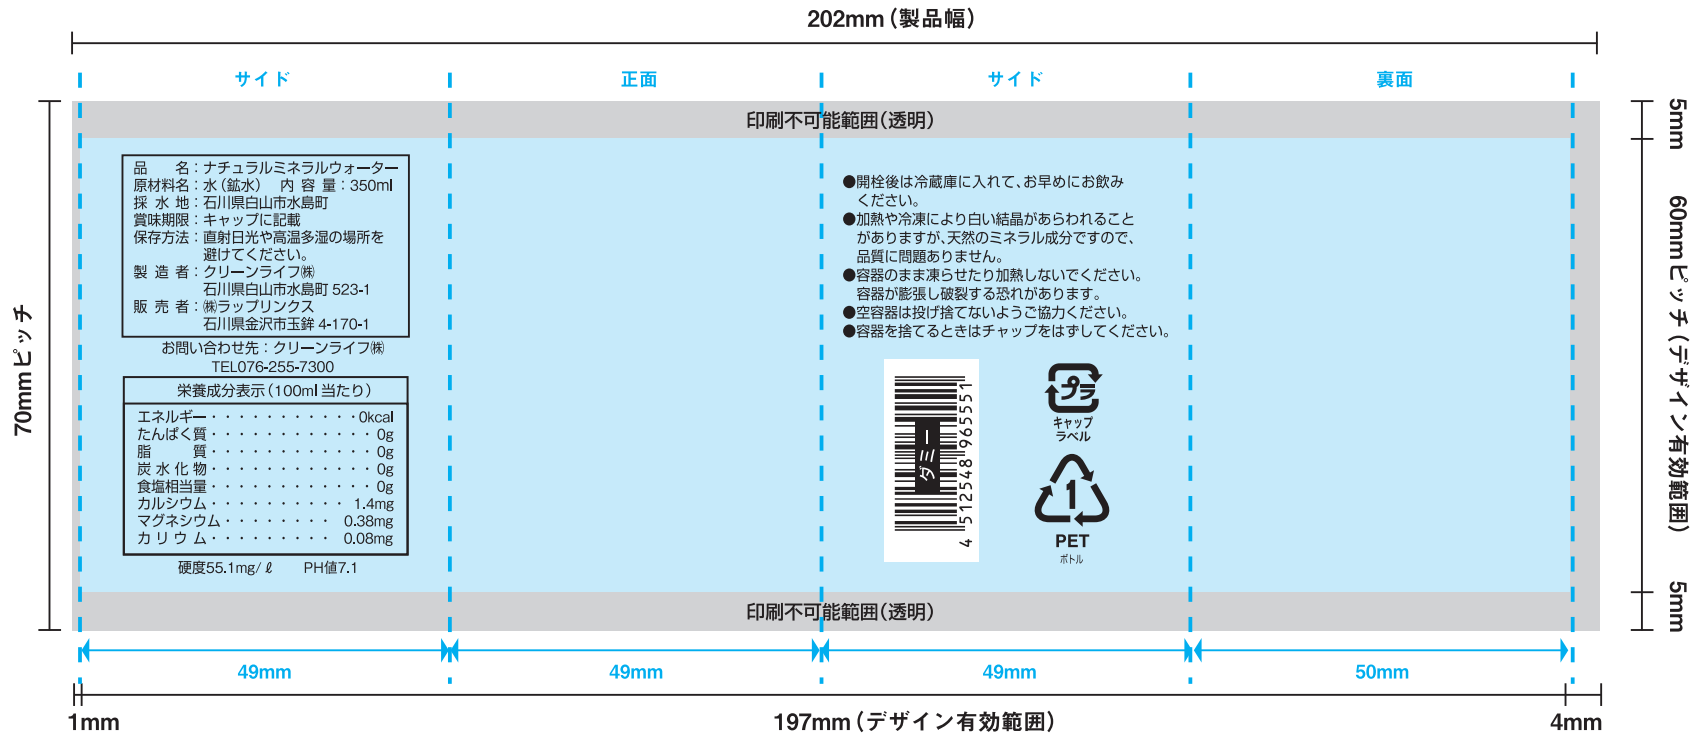 202mm（製品幅）
サイド
正面
サイド
裏面
印刷不可能範囲（透明）
5mm
60mmピッチ（デザイン有効範囲）
5mm
70mmピッチ
品　　名：ナチュラルミネラルウォーター
原材料名：水（鉱水）　内 容 量：350ml
採 水 地：石川県白山市水島町
賞味期限：キャップに記載
保存方法：直射日光や高温多湿の場所を
避けてください。
製 造 者：クリーンライフ㈱
石川県白山市水島町 523-1
販 売 者：㈱ラップリンクス
石川県金沢市玉鉾 4-170-1
お問い合わせ先：クリーンライフ㈱
TEL076-255-7300
栄養成分表示（100ml 当たり）
エネルギー・・・・・・・・・・・・0kcal
たんぱく質・・・・・・・・・・・・0g
脂　　質・・・・・・・・・・・・0g
炭水化物・・・・・・・・・・・・0g
食塩相当量・・・・・・・・・・・・0g
カルシウム・・・・・・・・・・1.4mg
マグネシウム・・・・・・・・0.38mg
カリウム・・・・・・・・・0.08mg
硬度55.1mg/ℓ　PH値7.1
●開栓後は冷蔵庫に入れて、お早めにお飲み
ください。
●加熱や冷凍により白い結晶があらわれること
がありますが、天然のミネラル成分ですので、
品質に問題ありません。
●容器のまま凍らせたり加熱しないでください。
容器が膨張し破裂する恐れがあります。
●空容器は投げ捨てないようご協力ください。
●容器を捨てるときはチャップをはずしてください。
ダミー
4 512548 965551
プラ
キャップ
ラベル
1
PET
ボトル
印刷不可能範囲（透明）
49mm
49mm
49mm
50mm
1mm
197mm（デザイン有効範囲）
4mm